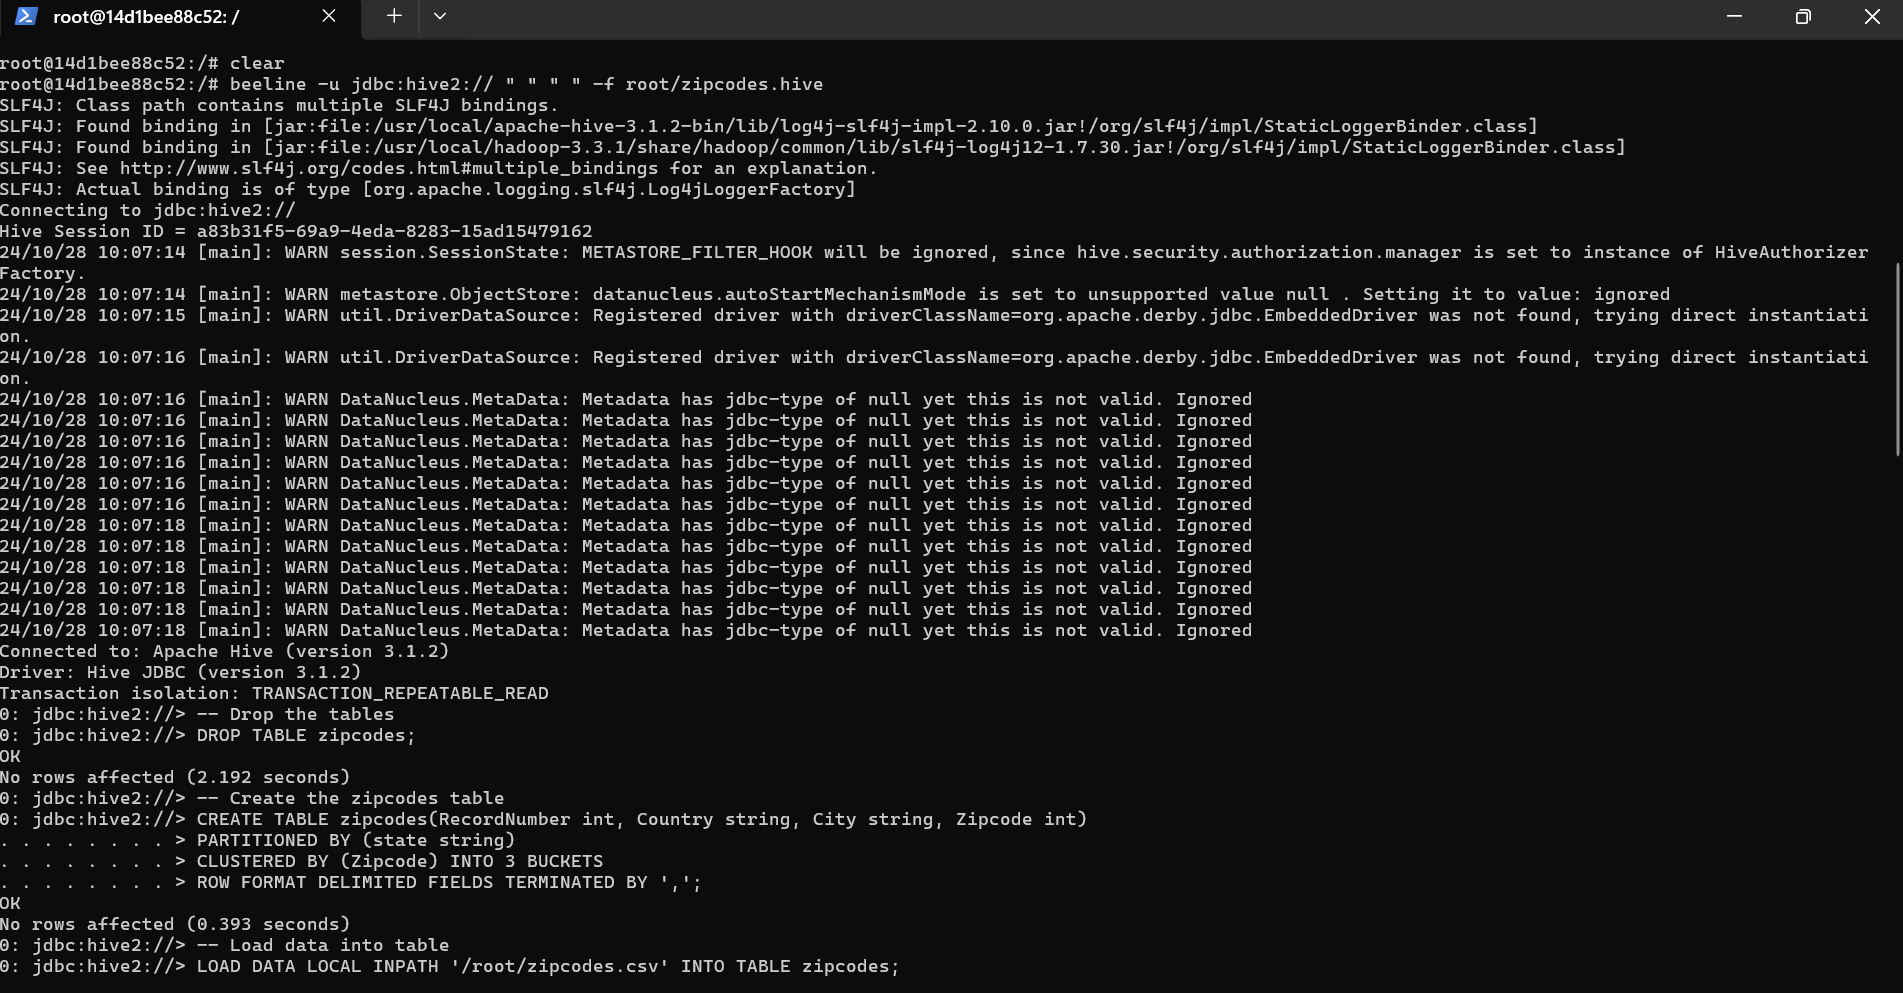 root@14d1bee88c52: /
root@14d1bee88c52:/# clear
root@14d1bee88c52:/# beeline -u jdbc:hive2:// " " " " -f root/zipcodes.hive
SLF4J: Class path contains multiple SLF4J bindings.
SLF4J: Found binding in [jar:file:/usr/local/apache-hive-3.1.2-bin/lib/log4j-slf4j-impl-2.10.0.jar!/org/slf4j/impl/StaticLoggerBinder.class]
SLF4J: Found binding in [jar:file:/usr/local/hadoop-3.3.1/share/hadoop/common/lib/slf4j-log4j12-1.7.30.jar!/org/slf4j/impl/StaticLoggerBinder.class]
SLF4J: See http://www.slf4j.org/codes.html#multiple_bindings for an explanation.
SLF4J: Actual binding is of type [org.apache.logging.slf4j.Log4jLoggerFactory]
Connecting to jdbc:hive2://
Hive Session ID = a83b31f5-69a9-4eda-8283-15ad15479162
24/10/28 10:07:14 [main]: WARN session.SessionState: METASTORE_FILTER_HOOK will be ignored, since hive.security.authorization.manager is set to instance of HiveAuthorizer
Factory.
24/10/28 10:07:14 [main]: WARN metastore.ObjectStore: datanucleus.autoStartMechanismMode is set to unsupported value null . Setting it to value: ignored
24/10/28 10:07:15 [main]: WARN util.DriverDataSource: Registered driver with driverClassName=org.apache.derby.jdbc.EmbeddedDriver was not found, trying direct instantiati
on.
24/10/28 10:07:16 [main]: WARN util.DriverDataSource: Registered driver with driverClassName=org.apache.derby.jdbc.EmbeddedDriver was not found, trying direct instantiati
on.
24/10/28 10:07:16 [main]: WARN DataNucleus.MetaData: Metadata has jdbc-type of null yet this is not valid. Ignored
24/10/28 10:07:16 [main]: WARN DataNucleus.MetaData: Metadata has jdbc-type of null yet this is not valid. Ignored
24/10/28 10:07:16 [main]: WARN DataNucleus.MetaData: Metadata has jdbc-type of null yet this is not valid. Ignored
24/10/28 10:07:16 [main]: WARN DataNucleus.MetaData: Metadata has jdbc-type of null yet this is not valid. Ignored
24/10/28 10:07:16 [main]: WARN DataNucleus.MetaData: Metadata has jdbc-type of null yet this is not valid. Ignored
24/10/28 10:07:16 [main]: WARN DataNucleus.MetaData: Metadata has jdbc-type of null yet this is not valid. Ignored
24/10/28 10:07:18 [main]: WARN DataNucleus.MetaData: Metadata has jdbc-type of null yet this is not valid. Ignored
24/10/28 10:07:18 [main]: WARN DataNucleus.MetaData: Metadata has jdbc-type of null yet this is not valid. Ignored
24/10/28 10:07:18 [main]: WARN DataNucleus.MetaData: Metadata has jdbc-type of null yet this is not valid. Ignored
24/10/28 10:07:18 [main]: WARN DataNucleus.MetaData: Metadata has jdbc-type of null yet this is not valid. Ignored
24/10/28 10:07:18 [main]: WARN DataNucleus.MetaData: Metadata has jdbc-type of null yet this is not valid. Ignored
24/10/28 10:07:18 [main]: WARN DataNucleus.MetaData: Metadata has jdbc-type of null yet this is not valid. Ignored
Connected to: Apache Hive (version 3.1.2)
Driver: Hive JDBC (version 3.1.2)
Transaction isolation: TRANSACTION_REPEATABLE_READ
0: jdbc:hive2://> -- Drop the tables
0: jdbc:hive2://> DROP TABLE zipcodes;
OK
No rows affected (2.192 seconds)
0: jdbc:hive2://> -- Create the zipcodes table
0: jdbc:hive2://> CREATE TABLE zipcodes(RecordNumber int, Country string, City string, Zipcode int)
. . . . . . . . > PARTITIONED BY (state string)
. . . . . . . . > CLUSTERED BY (Zipcode) INTO 3 BUCKETS
. . . . . . . . > ROW FORMAT DELIMITED FIELDS TERMINATED BY ',';
OK
No rows affected (0.393 seconds)
0: jdbc:hive2://> -- Load data into table
0: jdbc:hive2://> LOAD DATA LOCAL INPATH '/root/zipcodes.csv' INTO TABLE zipcodes;